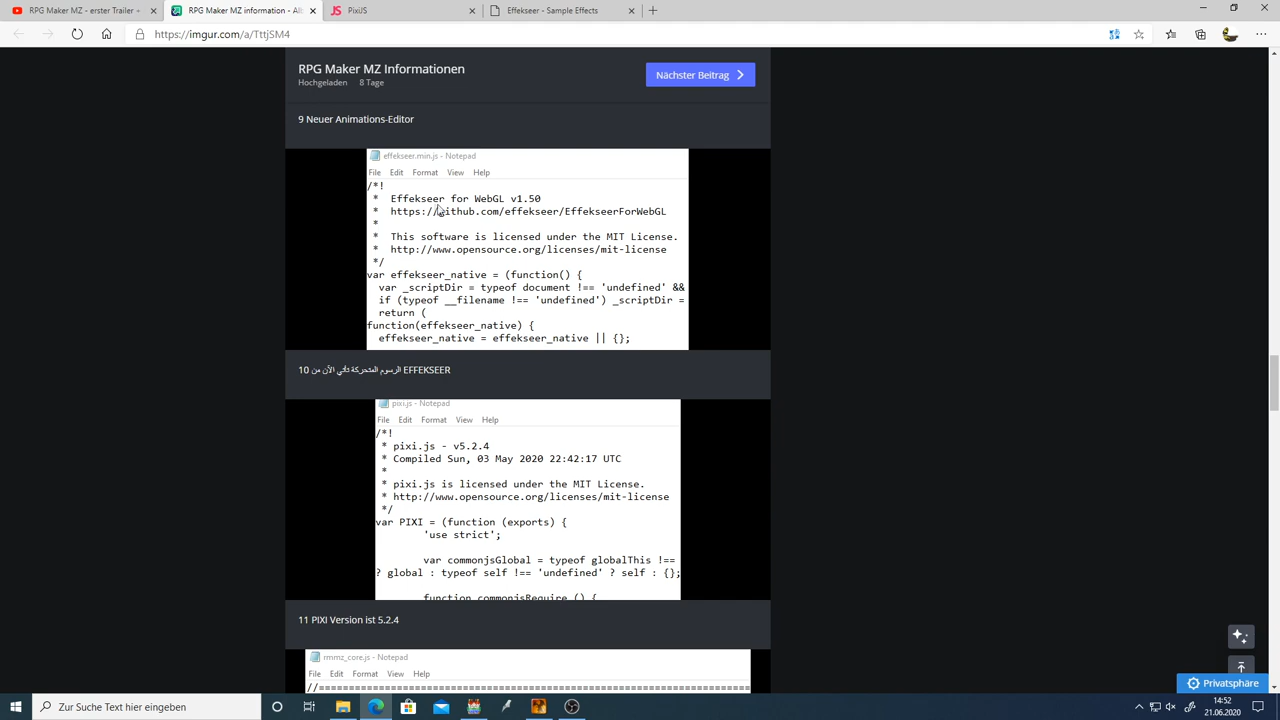 RPG Maker MZ - erster Trailer +
RPG Maker MZ information - Alb
PixiJS
Effekseer - Sample Effects
https://imgur.com/a/TttjSM4
RPG Maker MZ Informationen
Hochgeladen 8 Tage
Nächster Beitrag
9 Neuer Animations-Editor
effekseer.min.js - Notepad
File Edit Format View Help
/*!
* Effekseer for WebGL v1.50
* https://github.com/effekseer/EffekseerForWebGL
*
* This software is licensed under the MIT License.
* http://www.opensource.org/licenses/mit-license
*/
var effekseer_native = (function() {
var _scriptDir = typeof document !== 'undefined' &&
if (typeof __filename !== 'undefined') _scriptDir =
return (
function(effekseer_native) {
effekseer_native = effekseer_native || {};
10 الرسوم المتحركة تأتي الآن من EFFEKSEER
pixi.js - Notepad
File Edit Format View Help
/*!
* pixi.js - v5.2.4
* Compiled Sun, 03 May 2020 22:42:17 UTC
*
* pixi.js is licensed under the MIT License.
* http://www.opensource.org/licenses/mit-license
*/
var PIXI = (function (exports) {
'use strict';
var commonjsGlobal = typeof globalThis !==
? global : typeof self !== 'undefined' ? self : {};
function commonjsRequire () {
11 PIXI Version ist 5.2.4
rmmz_core.js - Notepad
File Edit Format View Help
//=============================================================================
Privatsphäre
Zur Suche Text hier eingeben
14:52
21.06.2020